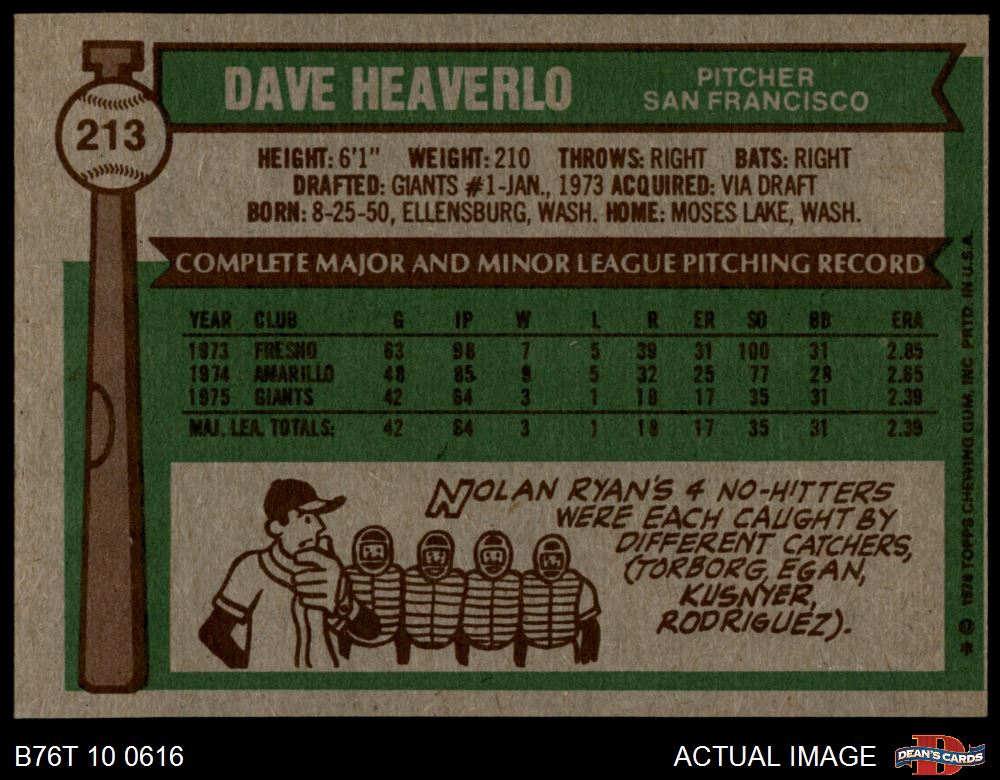 213
DAVE HEAVERLO
PITCHER
SAN FRANCISCO
HEIGHT: 6'1" WEIGHT: 210 THROWS: RIGHT BATS: RIGHT
DRAFTED: GIANTS #1-JAN., 1973 ACQUIRED: VIA DRAFT
BORN: 8-25-50, ELLENSBURG, WASH. HOME: MOSES LAKE, WASH.
COMPLETE MAJOR AND MINOR LEAGUE PITCHING RECORD
YEAR CLUB G IP W L R ER SO BB ERA
1973 FRESNO 63 98 7 5 39 31 100 31 2.85
1974 AMARILLO 48 85 5 32 25 77 28 2.65
1975 GIANTS 42 64 3 1 18 17 35 31 2.39
MAJ. LEA. TOTALS: 42 64 3 1 18 17 35 31 2.39
NOLAN RYAN'S 4 NO-HITTERS
WERE EACH CAUGHT BY
DIFFERENT CATCHERS,
(TORBORG, EGAN,
KUSNYER,
RODRIGUEZ).
* © 1976 TOPPS CHEWING GUM, INC. PRTD. IN U.S.A.
B76T 10 0616
ACTUAL IMAGE
D
DEAN'S CARDS